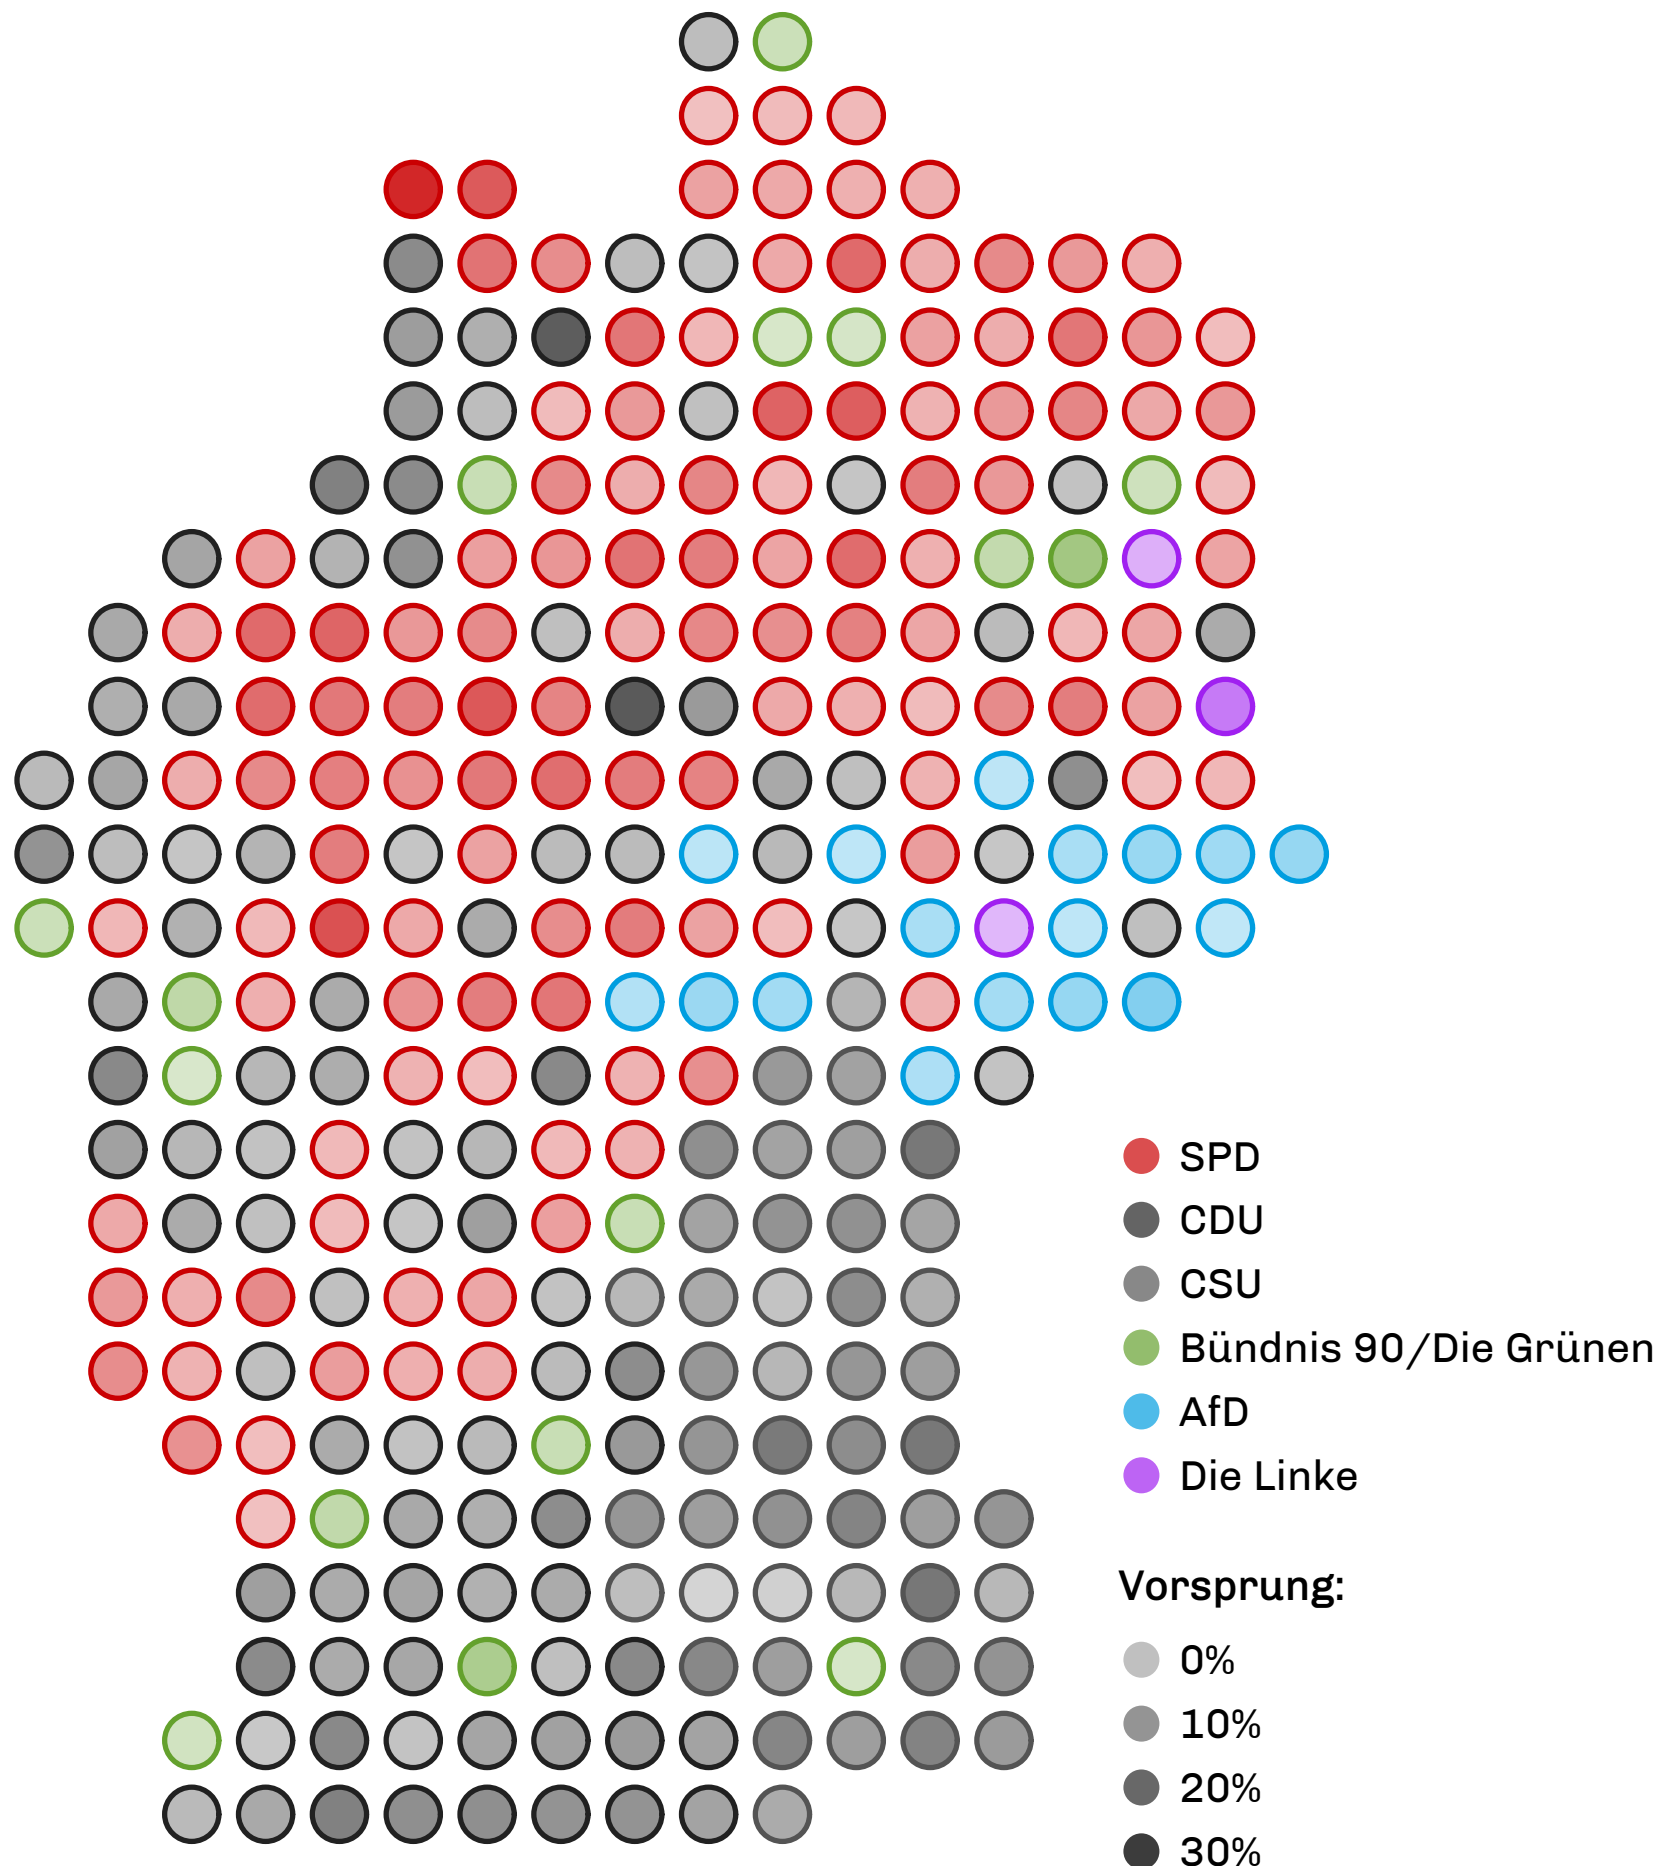 SPD
CDU
CSU
Bündnis 90/Die Grünen
AfD
Die Linke
Vorsprung:
0%
10%
20%
30%